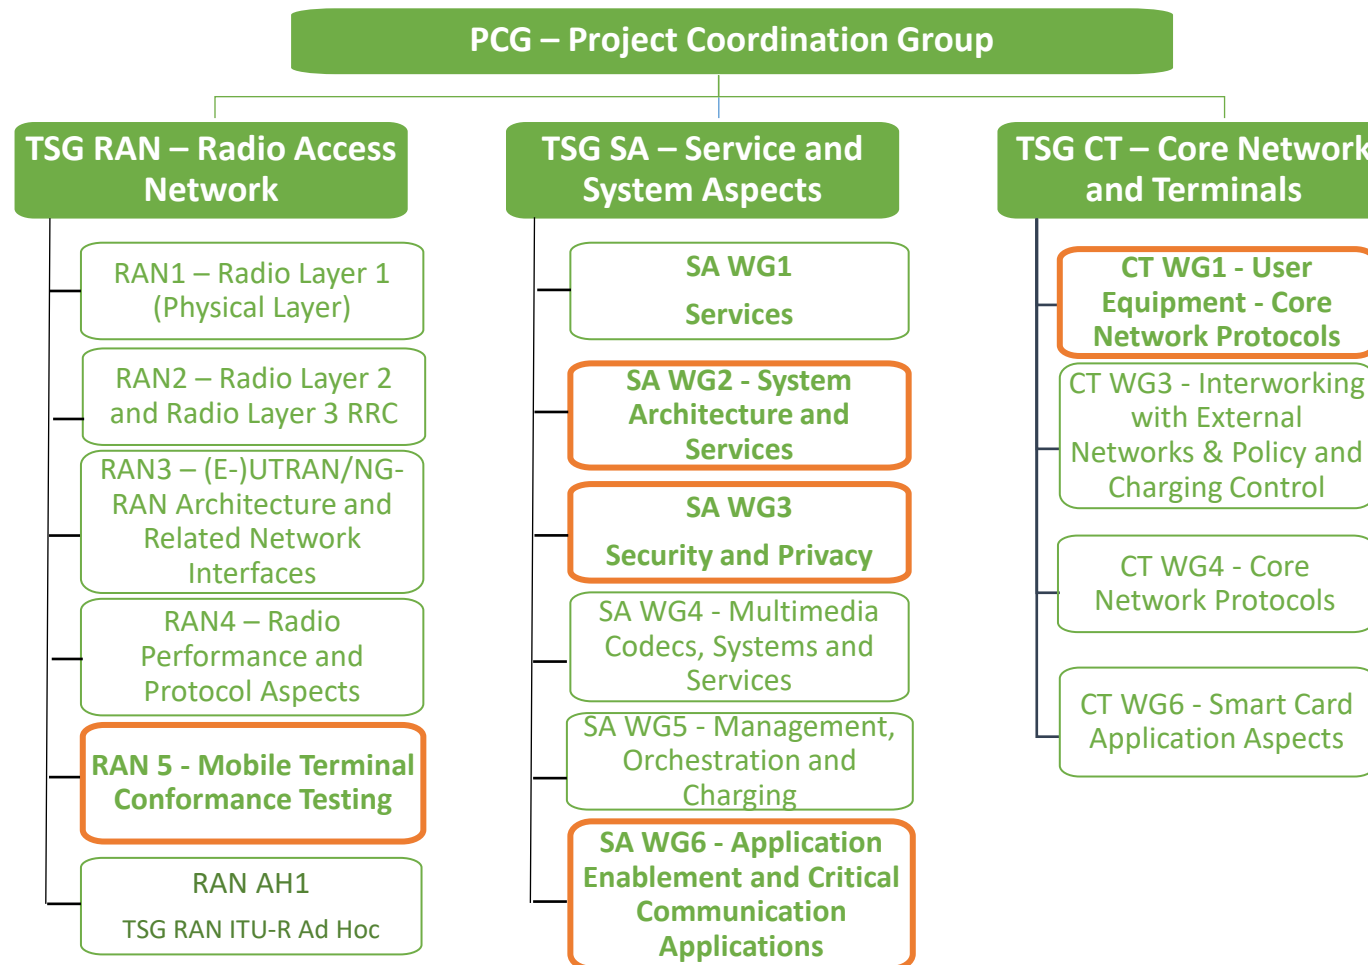 PCG – Project Coordination Group
TSG RAN – Radio Access
Network
RAN1 – Radio Layer 1
(Physical Layer)
RAN2 – Radio Layer 2
and Radio Layer 3 RRC
RAN3 – (E-)UTRAN/NG-
RAN Architecture and
Related Network
Interfaces
RAN4 – Radio
Performance and
Protocol Aspects
RAN 5 - Mobile Terminal
Conformance Testing
RAN AH1
TSG RAN ITU-R Ad Hoc
TSG SA – Service and
System Aspects
SA WG1
Services
SA WG2 - System
Architecture and
Services
SA WG3
Security and Privacy
SA WG4 - Multimedia
Codecs, Systems and
Services
SA WG5 - Management,
Orchestration and
Charging
SA WG6 - Application
Enablement and Critical
Communication
Applications
TSG CT – Core Network
and Terminals
CT WG1 - User
Equipment - Core
Network Protocols
CT WG3 - Interworking
with External
Networks & Policy and
Charging Control
CT WG4 - Core
Network Protocols
CT WG6 - Smart Card
Application Aspects